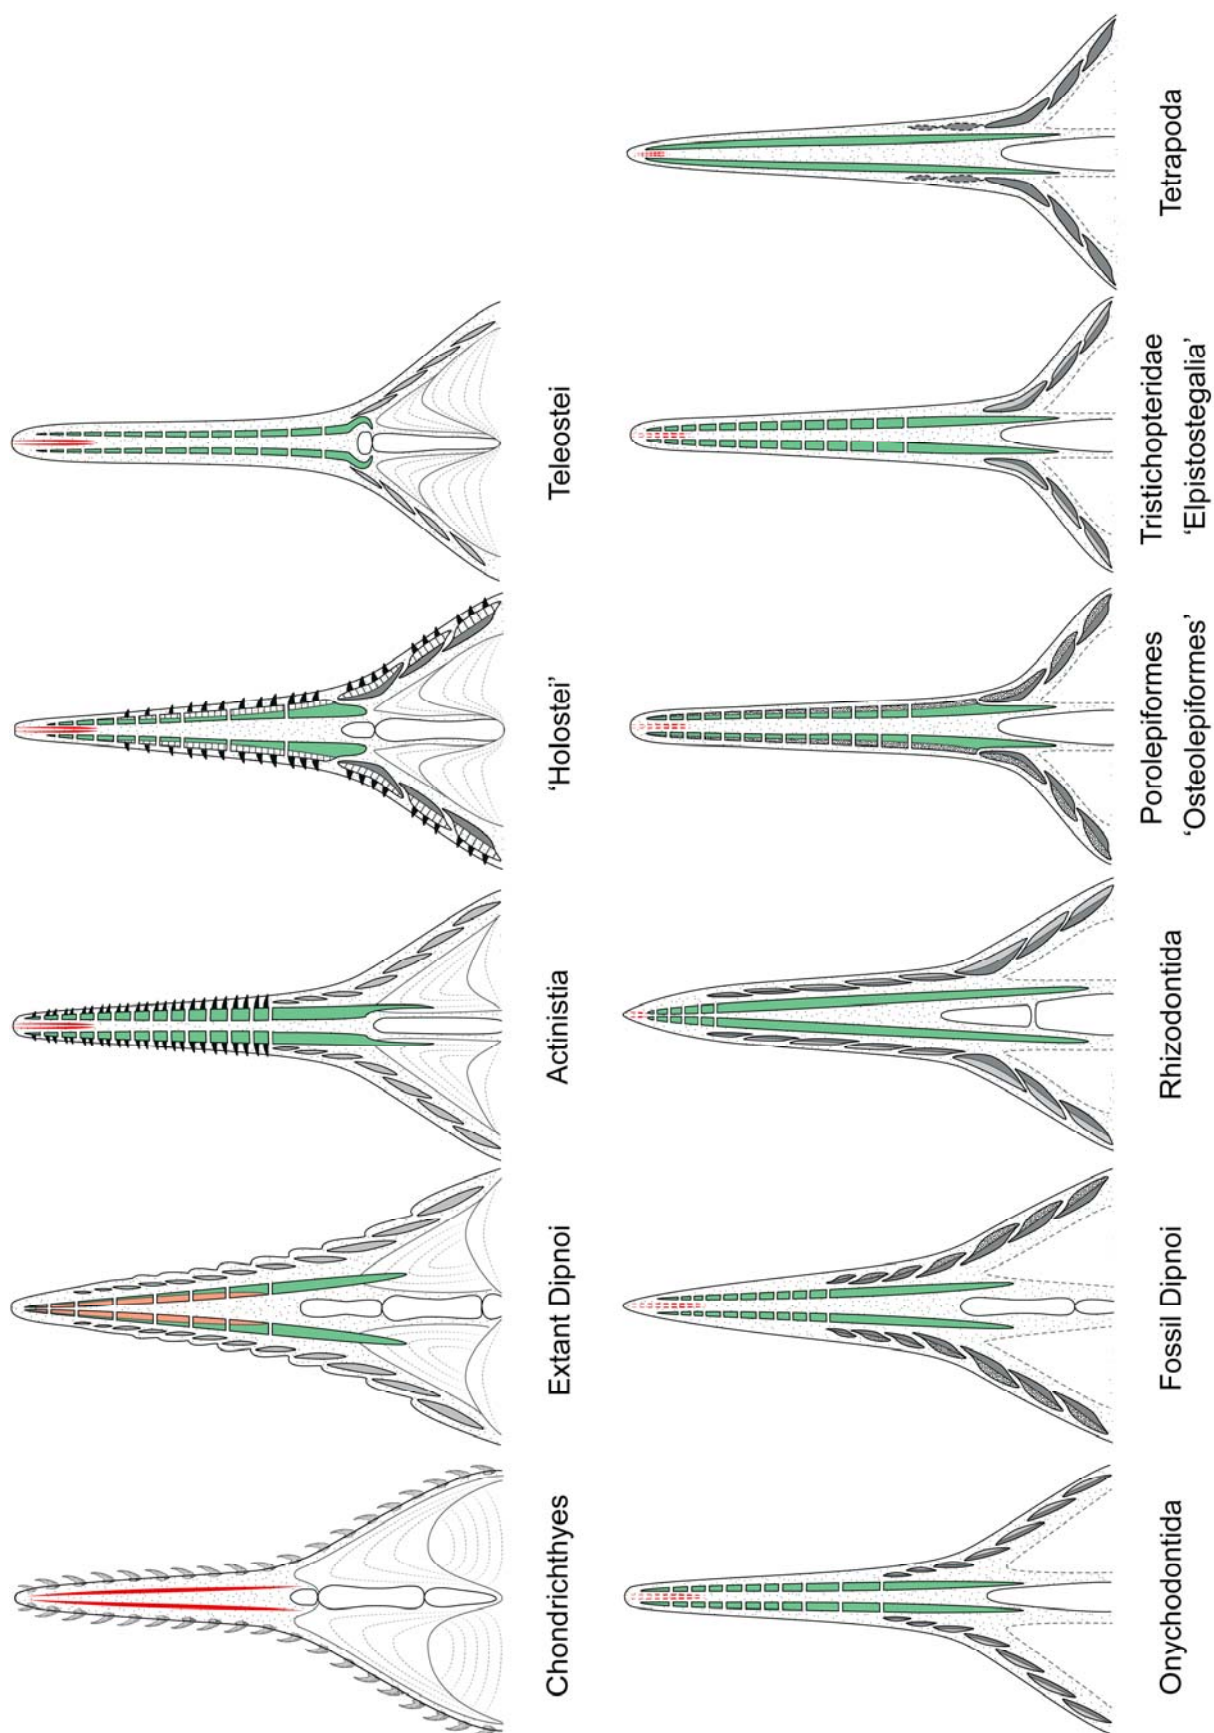 Chondrichthyes
Extant Dipnoi
Actinistia
‘Holostei’
Teleostei
Onychodontida
Fossil Dipnoi
Rhizodontida
Porolepiformes
‘Osteolepiformes’
Tristichopteridae
‘Elpistostegalia’
Tetrapoda